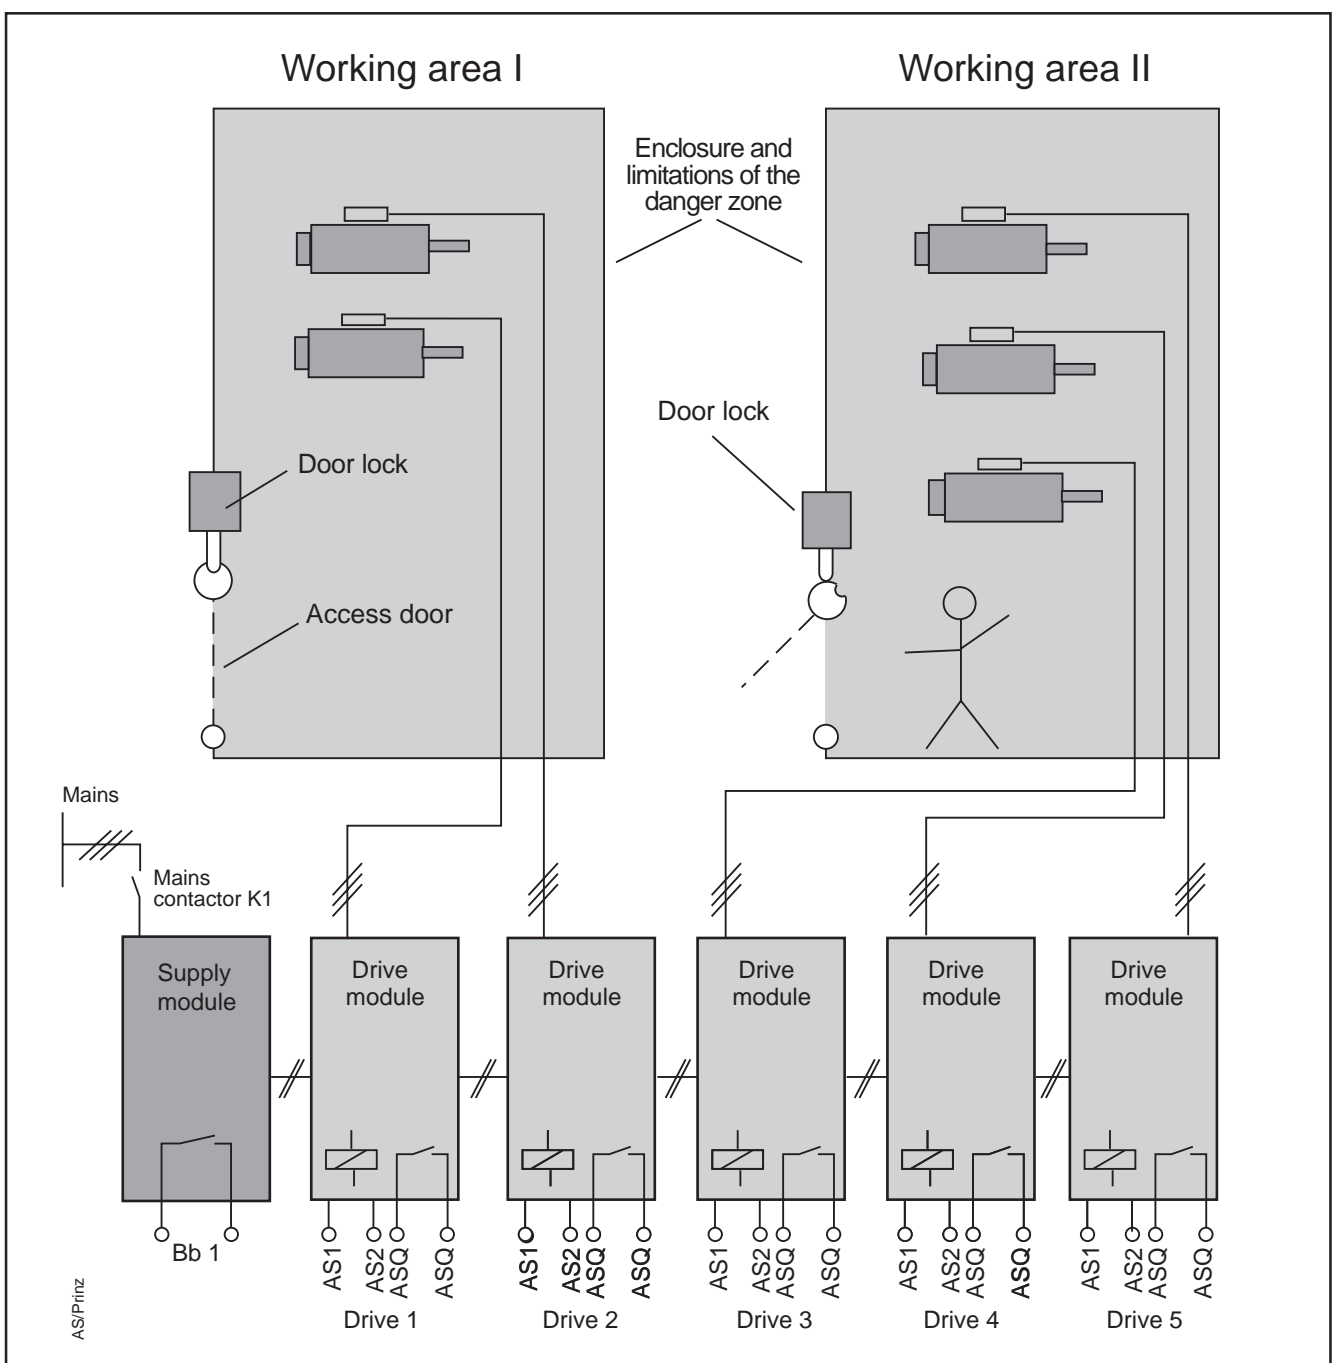 Working area I
Working area II
Enclosure and
limitations of the
danger zone
Door lock
Door lock
Access door
Mains
Mains
contactor K1
Supply
module
Drive
module
Drive
module
Drive
module
Drive
module
Drive
module
Bb 1
AS1
AS2
ASQ
ASQ
AS1
AS2
ASQ
ASQ
AS1
AS2
ASQ
ASQ
AS1
AS2
ASQ
ASQ
AS1
AS2
ASQ
ASQ
Drive 1
Drive 2
Drive 3
Drive 4
Drive 5
AS/Prinz